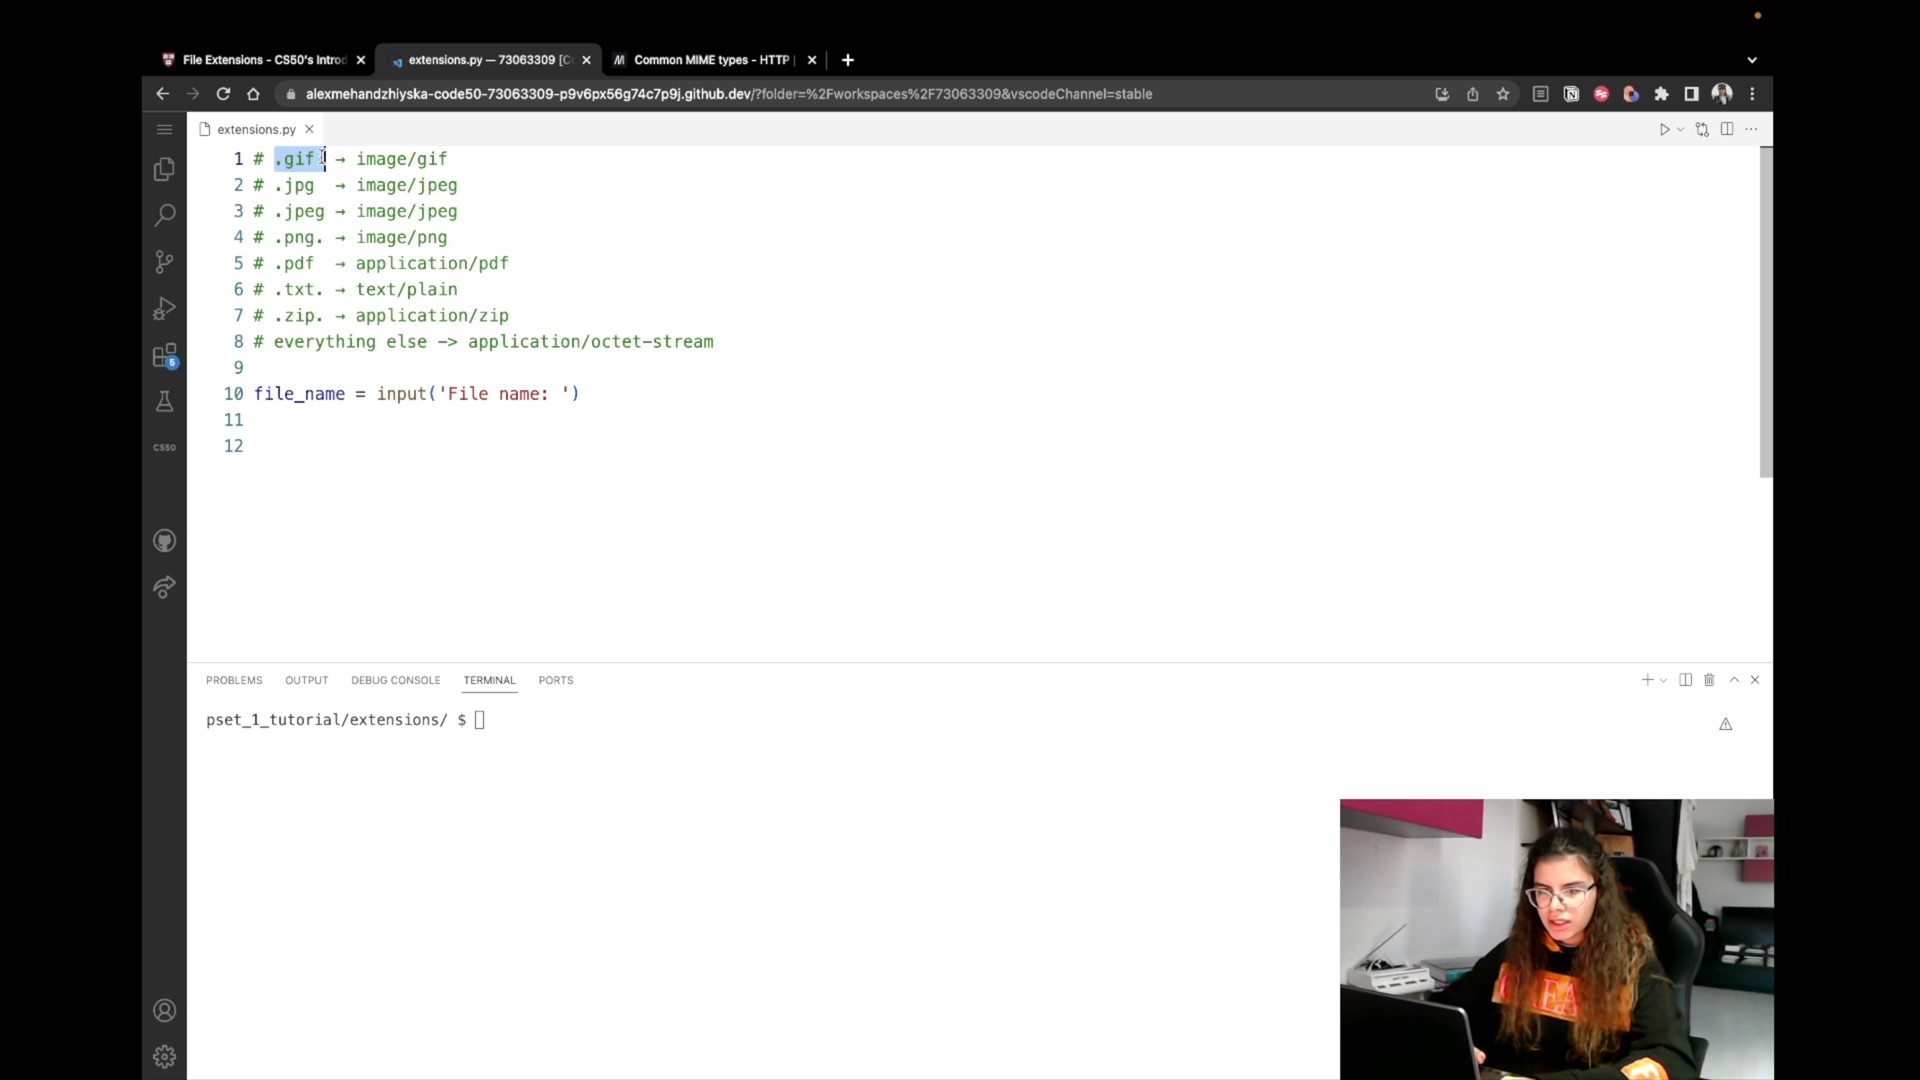 File Extensions - CS50's Introd
extensions.py — 73063309 [C
Common MIME types - HTTP
alexmehandzhiyska-code50-73063309-p9v6px56g74c7p9j.github.dev/?folder=%2Fworkspaces%2F73063309&vscodeChannel=stable
extensions.py
1 # .gif  → image/gif
2 # .jpg  → image/jpeg
3 # .jpeg → image/jpeg
4 # .png. → image/png
5 # .pdf  → application/pdf
6 # .txt. → text/plain
7 # .zip. → application/zip
8 # everything else -> application/octet-stream
9
10 file_name = input('File name: ')
11
12
5
CS50
PROBLEMS OUTPUT DEBUG CONSOLE TERMINAL PORTS
pset_1_tutorial/extensions/ $